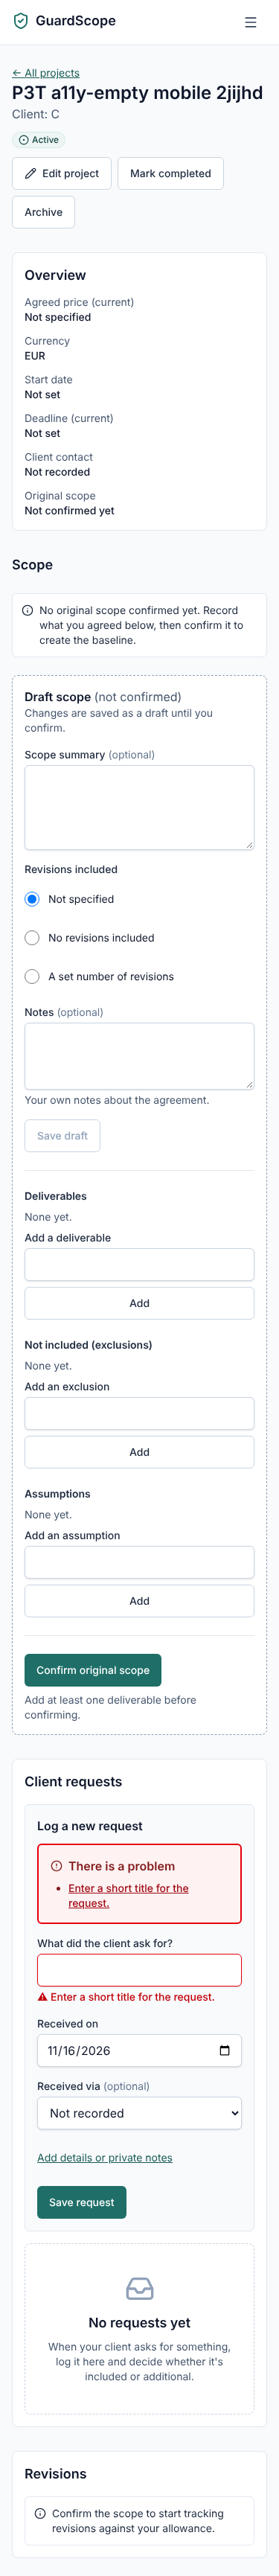 GuardScope
← All projects
P3T a11y-empty mobile 2jijhd
Client: C
Active
Edit project
Mark completed
Archive
Overview
Agreed price (current)
Not specified
Currency
EUR
Start date
Not set
Deadline (current)
Not set
Client contact
Not recorded
Original scope
Not confirmed yet
Scope
No original scope confirmed yet. Record
what you agreed below, then confirm it to
create the baseline.
Draft scope (not confirmed)
Changes are saved as a draft until you
confirm.
Scope summary (optional)
Revisions included
Not specified
No revisions included
A set number of revisions
Notes (optional)
Your own notes about the agreement.
Save draft
Deliverables
None yet.
Add a deliverable
Add
Not included (exclusions)
None yet.
Add an exclusion
Add
Assumptions
None yet.
Add an assumption
Add
Confirm original scope
Add at least one deliverable before
confirming.
Client requests
Log a new request
There is a problem
• Enter a short title for the
request.
What did the client ask for?
Enter a short title for the request.
Received on
11/16/2026
Received via (optional)
Not recorded
Add details or private notes
Save request
No requests yet
When your client asks for something,
log it here and decide whether it's
included or additional.
Revisions
Confirm the scope to start tracking
revisions against your allowance.